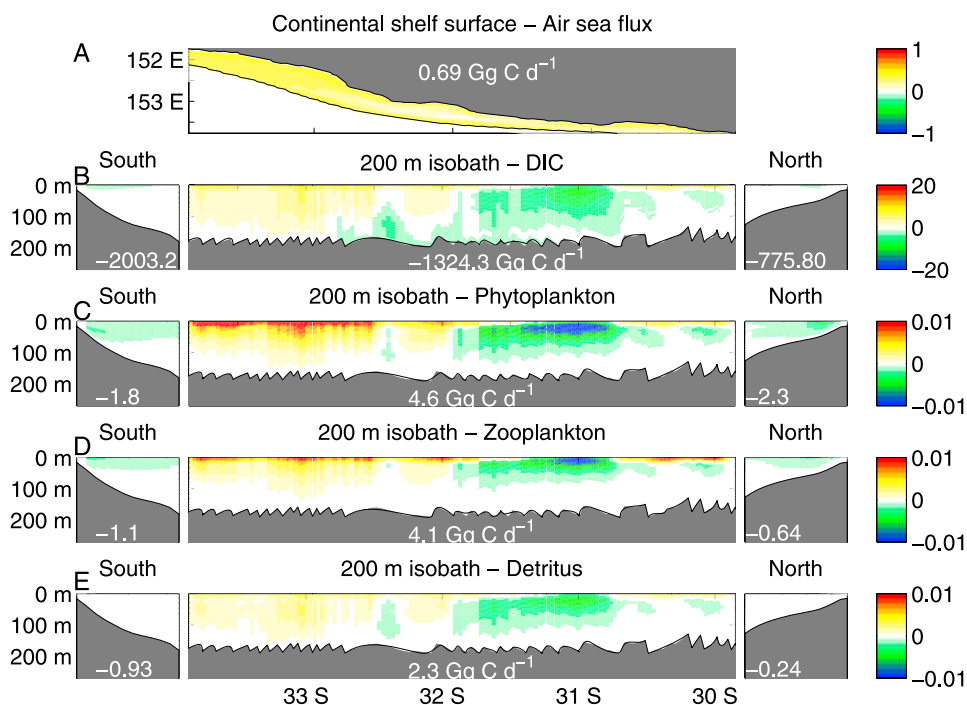 Continental shelf surface – Air sea flux
A
152 E
153 E
0.69 Gg C d⁻¹
1
0
−1
South
200 m isobath – DIC
North
B
0 m
100 m
200 m
−2003.2
−1324.3 Gg C d⁻¹
−775.80
20
0
−20
South
200 m isobath – Phytoplankton
North
C
0 m
100 m
200 m
−1.8
4.6 Gg C d⁻¹
−2.3
0.01
0
−0.01
South
200 m isobath – Zooplankton
North
D
0 m
100 m
200 m
−1.1
4.1 Gg C d⁻¹
−0.64
0.01
0
−0.01
South
200 m isobath – Detritus
North
E
0 m
100 m
200 m
−0.93
2.3 Gg C d⁻¹
−0.24
0.01
0
−0.01
33 S
32 S
31 S
30 S